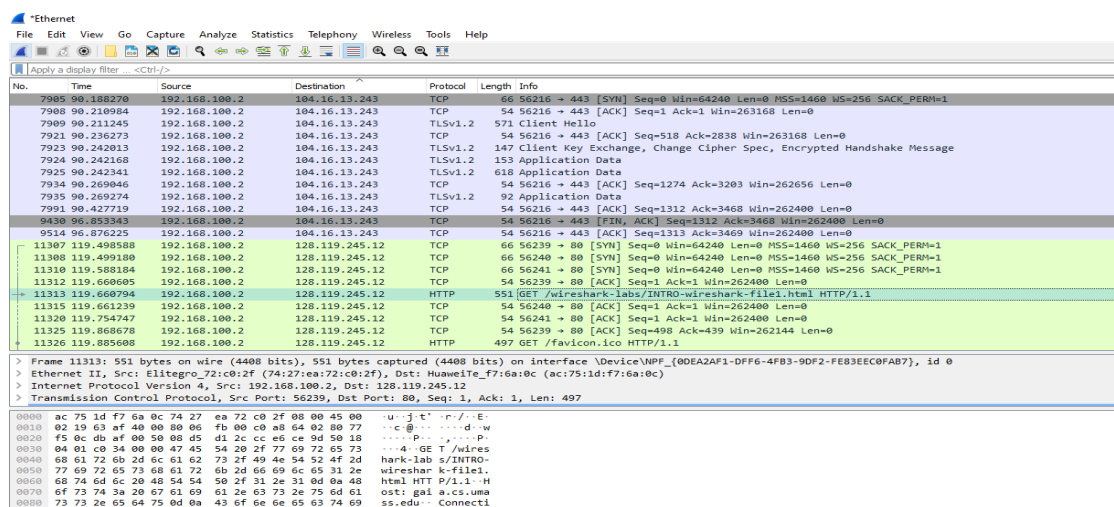 *Ethernet
File Edit View Go Capture Analyze Statistics Telephony Wireless Tools Help
Apply a display filter ... <Ctrl-/>
No. Time Source Destination Protocol Length Info
7905 90.188270 192.168.100.2 104.16.13.243 TCP 66 56216 → 443 [SYN] Seq=0 Win=64240 Len=0 MSS=1460 WS=256 SACK_PERM=1
7908 90.210984 192.168.100.2 104.16.13.243 TCP 54 56216 → 443 [ACK] Seq=1 Ack=1 Win=263168 Len=0
7909 90.211245 192.168.100.2 104.16.13.243 TLSv1.2 571 Client Hello
7921 90.236273 192.168.100.2 104.16.13.243 TCP 54 56216 → 443 [ACK] Seq=518 Ack=2838 Win=263168 Len=0
7923 90.242013 192.168.100.2 104.16.13.243 TLSv1.2 147 Client Key Exchange, Change Cipher Spec, Encrypted Handshake Message
7924 90.242168 192.168.100.2 104.16.13.243 TLSv1.2 153 Application Data
7925 90.242341 192.168.100.2 104.16.13.243 TLSv1.2 618 Application Data
7934 90.269046 192.168.100.2 104.16.13.243 TCP 54 56216 → 443 [ACK] Seq=1274 Ack=3203 Win=262656 Len=0
7935 90.269274 192.168.100.2 104.16.13.243 TLSv1.2 92 Application Data
7991 90.427719 192.168.100.2 104.16.13.243 TCP 54 56216 → 443 [ACK] Seq=1312 Ack=3468 Win=262400 Len=0
9430 96.853343 192.168.100.2 104.16.13.243 TCP 54 56216 → 443 [FIN, ACK] Seq=1312 Ack=3468 Win=262400 Len=0
9514 96.876225 192.168.100.2 104.16.13.243 TCP 54 56216 → 443 [ACK] Seq=1313 Ack=3469 Win=262400 Len=0
11307 119.498588 192.168.100.2 128.119.245.12 TCP 66 56239 → 80 [SYN] Seq=0 Win=64240 Len=0 MSS=1460 WS=256 SACK_PERM=1
11308 119.499180 192.168.100.2 128.119.245.12 TCP 66 56240 → 80 [SYN] Seq=0 Win=64240 Len=0 MSS=1460 WS=256 SACK_PERM=1
11310 119.588184 192.168.100.2 128.119.245.12 TCP 66 56241 → 80 [SYN] Seq=0 Win=64240 Len=0 MSS=1460 WS=256 SACK_PERM=1
11312 119.660605 192.168.100.2 128.119.245.12 TCP 54 56239 → 80 [ACK] Seq=1 Ack=1 Win=262400 Len=0
11313 119.660794 192.168.100.2 128.119.245.12 HTTP 551 GET /wireshark-labs/INTRO-wireshark-file1.html HTTP/1.1
11315 119.661239 192.168.100.2 128.119.245.12 TCP 54 56240 → 80 [ACK] Seq=1 Ack=1 Win=262400 Len=0
11320 119.754747 192.168.100.2 128.119.245.12 TCP 54 56241 → 80 [ACK] Seq=1 Ack=1 Win=262400 Len=0
11325 119.868678 192.168.100.2 128.119.245.12 TCP 54 56239 → 80 [ACK] Seq=498 Ack=439 Win=262144 Len=0
11326 119.885608 192.168.100.2 128.119.245.12 HTTP 497 GET /favicon.ico HTTP/1.1
> Frame 11313: 551 bytes on wire (4408 bits), 551 bytes captured (4408 bits) on interface \Device\NPF_{0DEA2AF1-DFF6-4FB3-9DF2-FE83EEC0FAB7}, id 0
> Ethernet II, Src: Elitegro_72:c0:2f (74:27:ea:72:c0:2f), Dst: HuaweiTe_f7:6a:0c (ac:75:1d:f7:6a:0c)
> Internet Protocol Version 4, Src: 192.168.100.2, Dst: 128.119.245.12
> Transmission Control Protocol, Src Port: 56239, Dst Port: 80, Seq: 1, Ack: 1, Len: 497
0000 ac 75 1d f7 6a 0c 74 27 ea 72 c0 2f 08 00 45 00 ·u··j·t' ·r·/··E·
0010 02 19 63 af 40 00 80 06 fb 00 c0 a8 64 02 80 77 ··c·@··· ····d··w
0020 f5 0c db af 00 50 08 d5 d1 2c cc e6 ce 9d 50 18 ·····P·· ·,····P·
0030 04 01 c0 34 00 00 47 45 54 20 2f 77 69 72 65 73 ···4··GE T /wires
0040 68 61 72 6b 2d 6c 61 62 73 2f 49 4e 54 52 4f 2d hark-lab s/INTRO-
0050 77 69 72 65 73 68 61 72 6b 2d 66 69 6c 65 31 2e wireshar k-file1.
0060 68 74 6d 6c 20 48 54 54 50 2f 31 2e 31 0d 0a 48 html HTT P/1.1··H
0070 6f 73 74 3a 20 67 61 69 61 2e 63 73 2e 75 6d 61 ost: gai a.cs.uma
0080 73 73 2e 65 64 75 0d 0a 43 6f 6e 6e 65 63 74 69 ss.edu·· Connecti